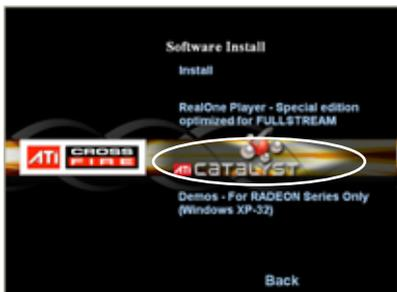 Software Install
Install
RealOne Player - Special edition
optimized for FULLSTREAM
ATI CROSS
FIRE
ATI CATALYST
Demos - For RADEON Series Only
(Windows XP-32)
Back